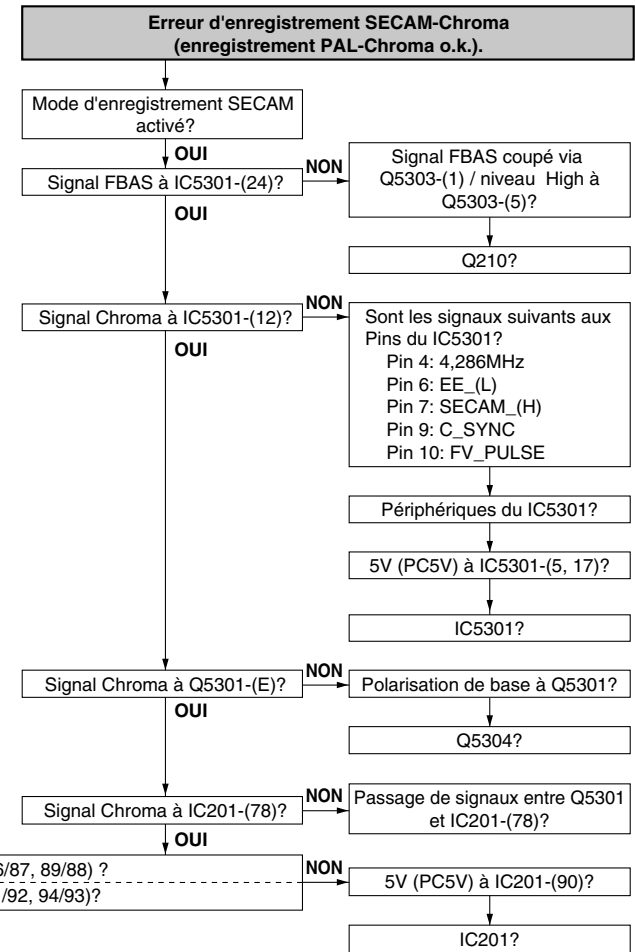 Erreur d'enregistrement SECAM-Chroma
(enregistrement PAL-Chroma o.k.).
Mode d'enregistrement SECAM
activé?
OUI
Signal FBAS à IC5301-(24)?
NON
Signal FBAS coupé via
Q5303-(1) / niveau High à
Q5303-(5)?
Q210?
OUI
Signal Chroma à IC5301-(12)?
NON
Sont les signaux suivants aux
Pins du IC5301?
Pin 4: 4,286MHz
Pin 6: EE_(L)
Pin 7: SECAM_(H)
Pin 9: C_SYNC
Pin 10: FV_PULSE
Périphériques du IC5301?
5V (PC5V) à IC5301-(5, 17)?
IC5301?
OUI
Signal Chroma à Q5301-(E)?
NON
Polarisation de base à Q5301?
Q5304?
OUI
Signal Chroma à IC201-(78)?
NON
Passage de signaux entre Q5301
et IC201-(78)?
OUI
/87, 89/88) ?
/92, 94/93)?
NON
5V (PC5V) à IC201-(90)?
IC201?